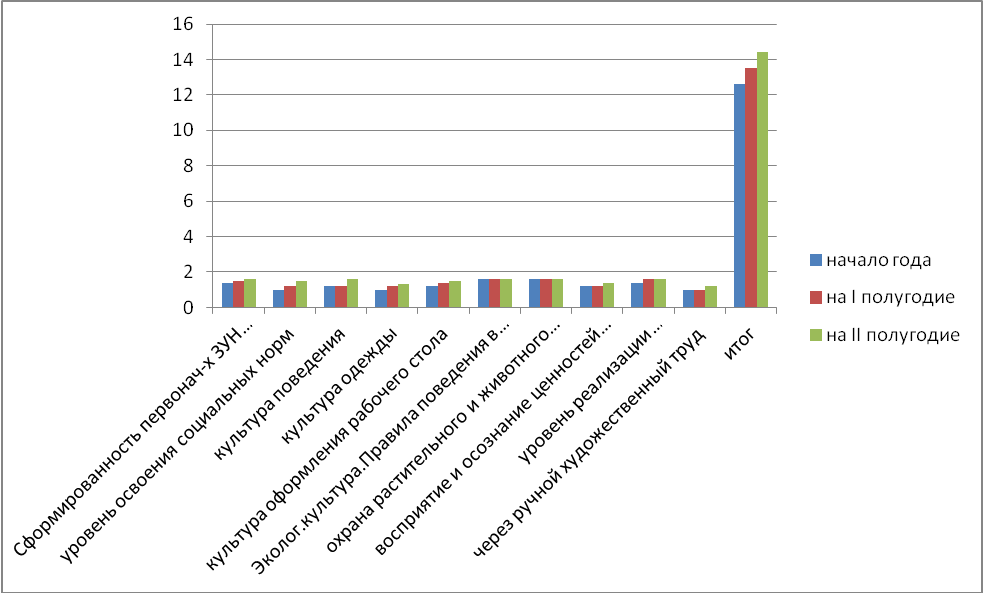 16
14
12
10
8
6
4
2
0
Сформированность первонач-х ЗУН...
уровень освоения социальных норм
культура поведения
культура одежды
культура оформления рабочего стола
Эколог.культура.Правила поведения в...
охрана растительного и животного...
восприятие и осознание ценностей...
уровень реализации...
через ручной художественный труд
итог
начало года
на I полугодие
на II полугодие